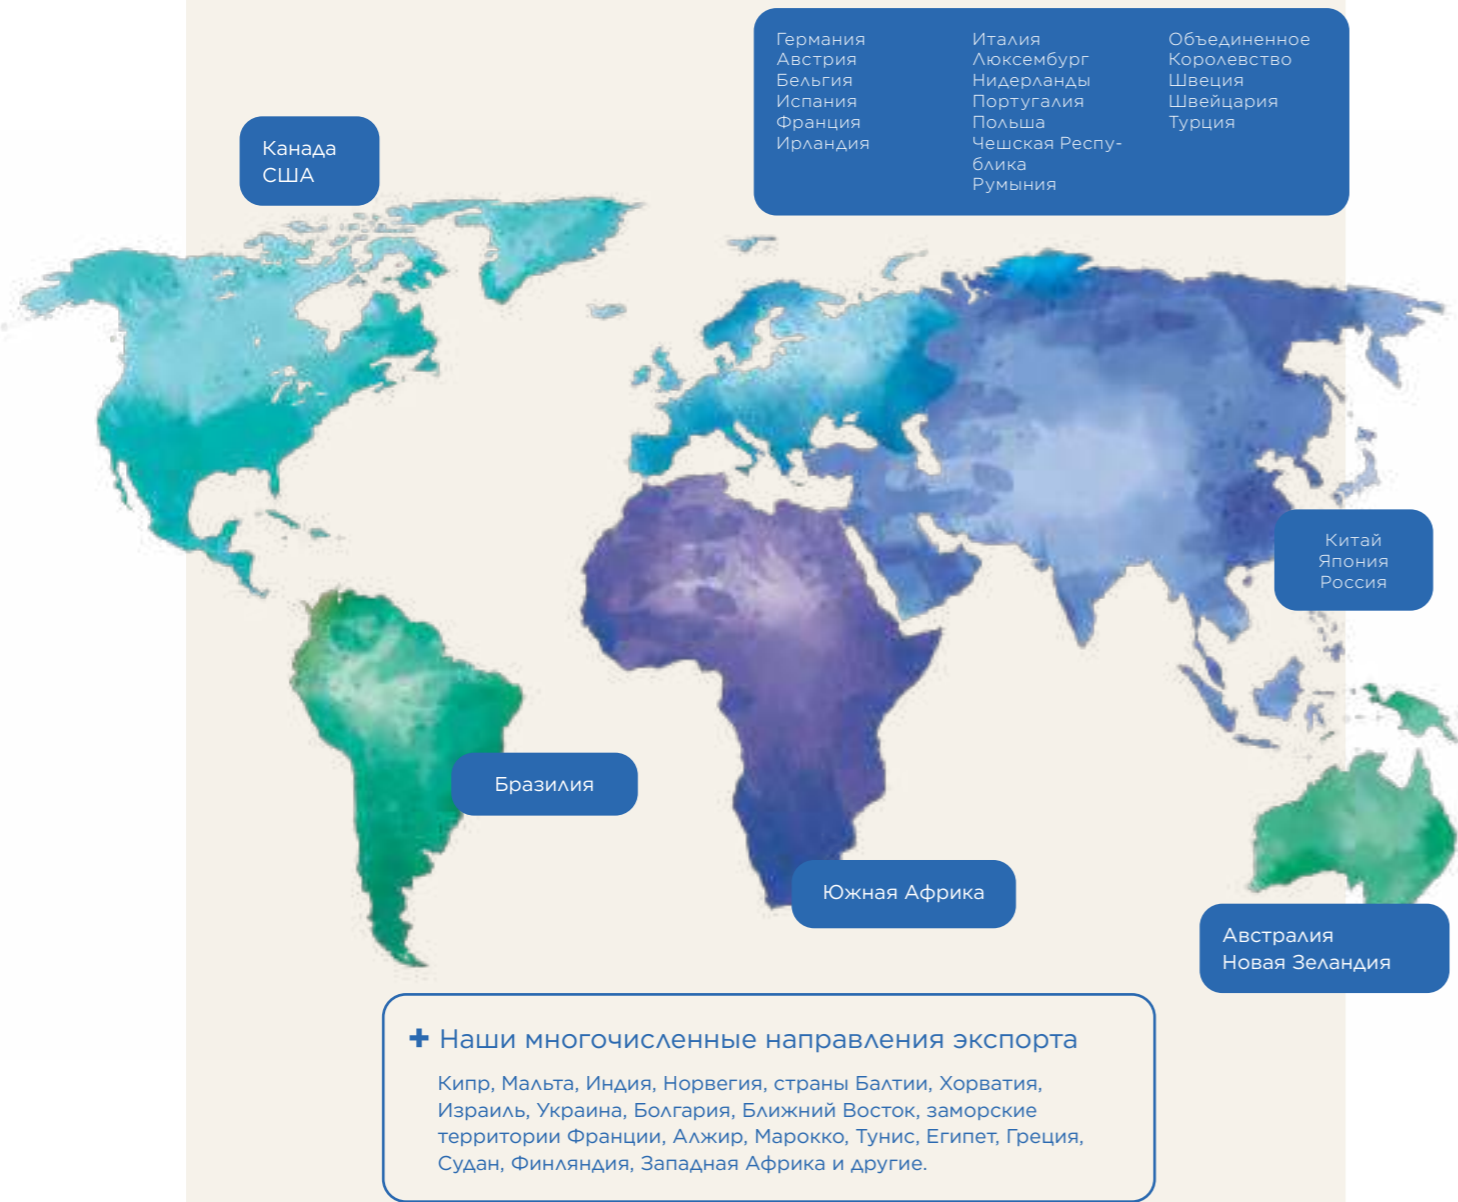 Германия
Австрия
Бельгия
Испания
Франция
Ирландия
Италия
Люксембург
Нидерланды
Португалия
Польша
Чешская Респу-
блика
Румыния
Объединенное
Королевство
Швеция
Швейцария
Турция
Канада
США
Китай
Япония
Россия
Бразилия
Южная Африка
Австралия
Новая Зеландия
+ Наши многочисленные направления экспорта
Кипр, Мальта, Индия, Норвегия, страны Балтии, Хорватия,
Израиль, Украина, Болгария, Ближний Восток, заморские
территории Франции, Алжир, Марокко, Тунис, Египет, Греция,
Судан, Финляндия, Западная Африка и другие.